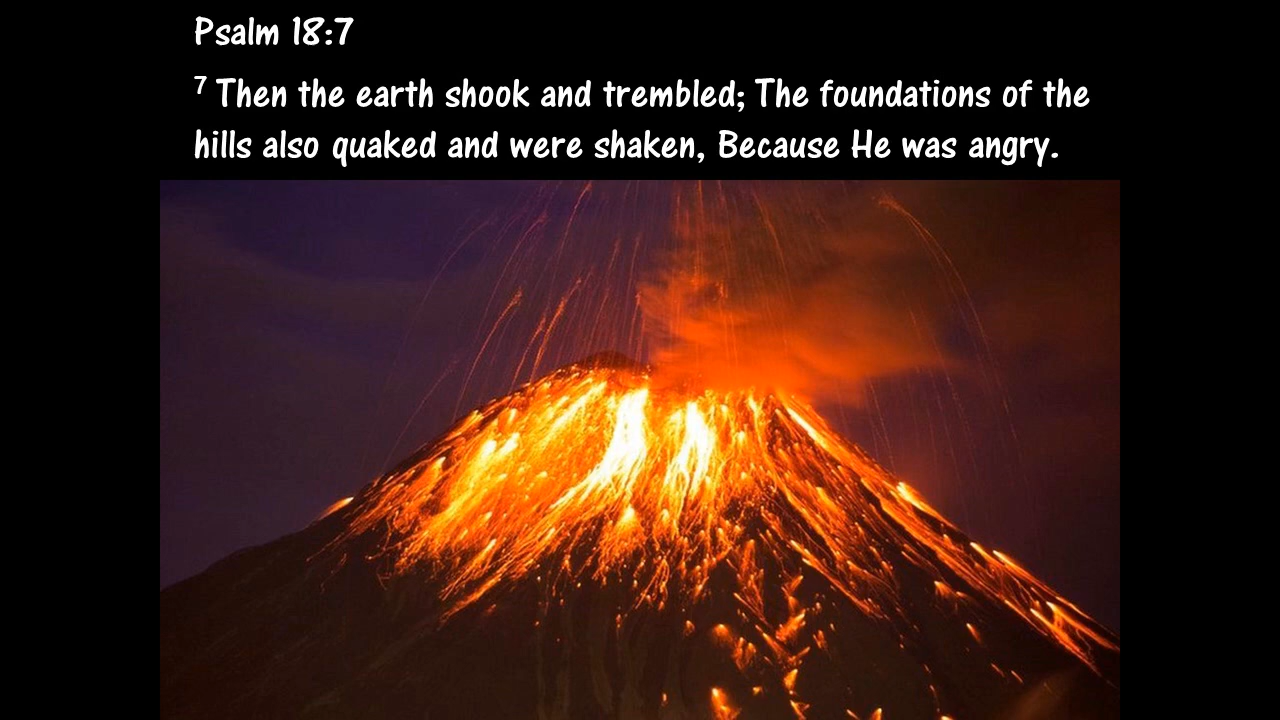 Psalm 18:7
7 Then the earth shook and trembled; The foundations of the
hills also quaked and were shaken, Because He was angry.